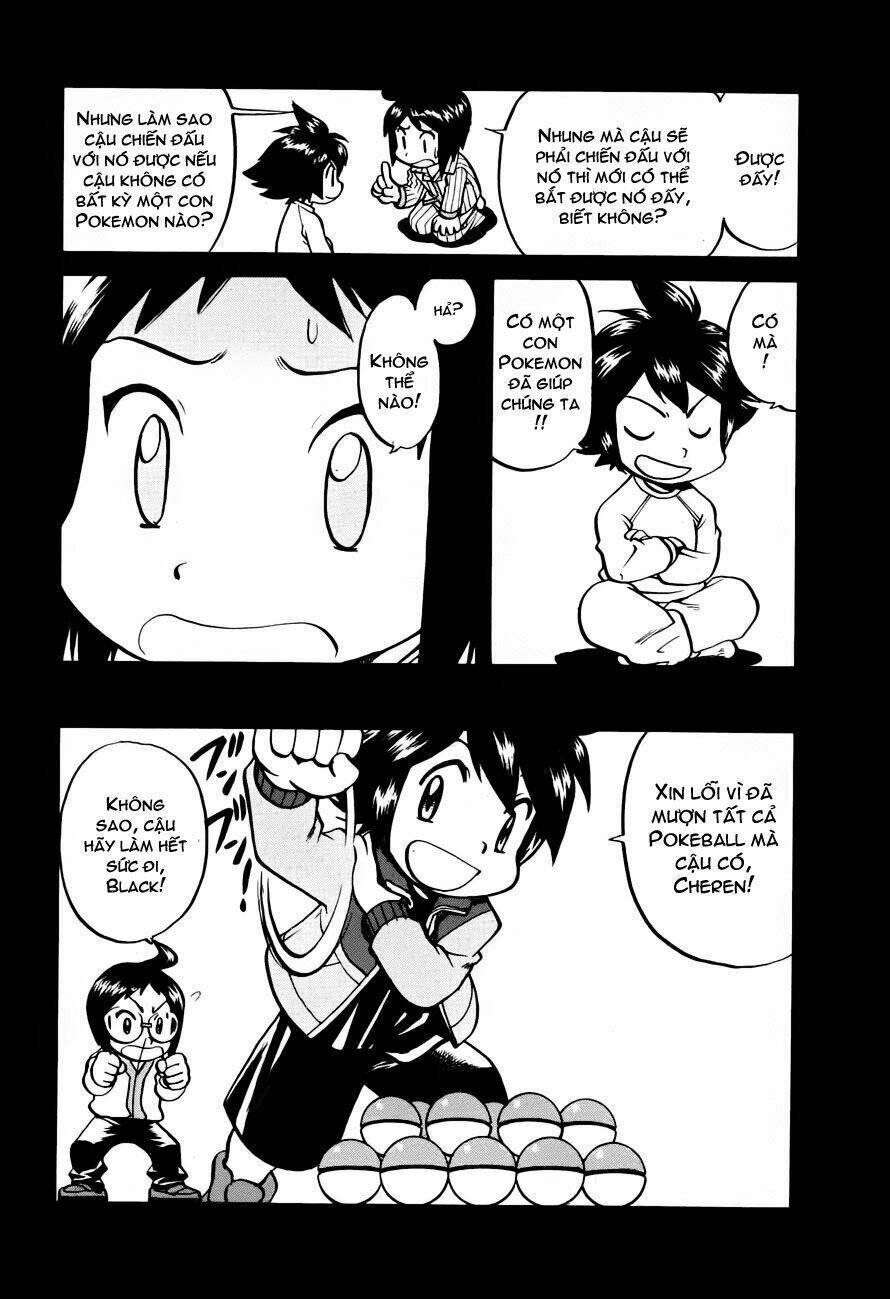 ĐƯỢC
ĐẤY!
NHƯNG MÀ CẬU SẼ
PHẢI CHIẾN ĐẤU VỚI
NÓ THÌ MỚI CÓ THỂ
BẮT ĐƯỢC NÓ ĐẤY,
BIẾT KHÔNG?
NHƯNG LÀM SAO
CẬU CHIẾN ĐẤU
VỚI NÓ ĐƯỢC NẾU
CẬU KHÔNG CÓ
BẤT KỲ MỘT CON
POKEMON NÀO?
CÓ
MÀ
!
CÓ MỘT
CON
POKEMON
ĐÃ GIÚP
CHÚNG TA
!!
HẢ?
KHÔNG
THỂ
NÀO!
XIN LỖI VÌ ĐÃ
MƯỢN TẤT CẢ
POKEBALL MÀ
CẬU CÓ,
CHEREN!
KHÔNG
SAO, CẬU
HÃY LÀM HẾT
SỨC ĐI,
BLACK!